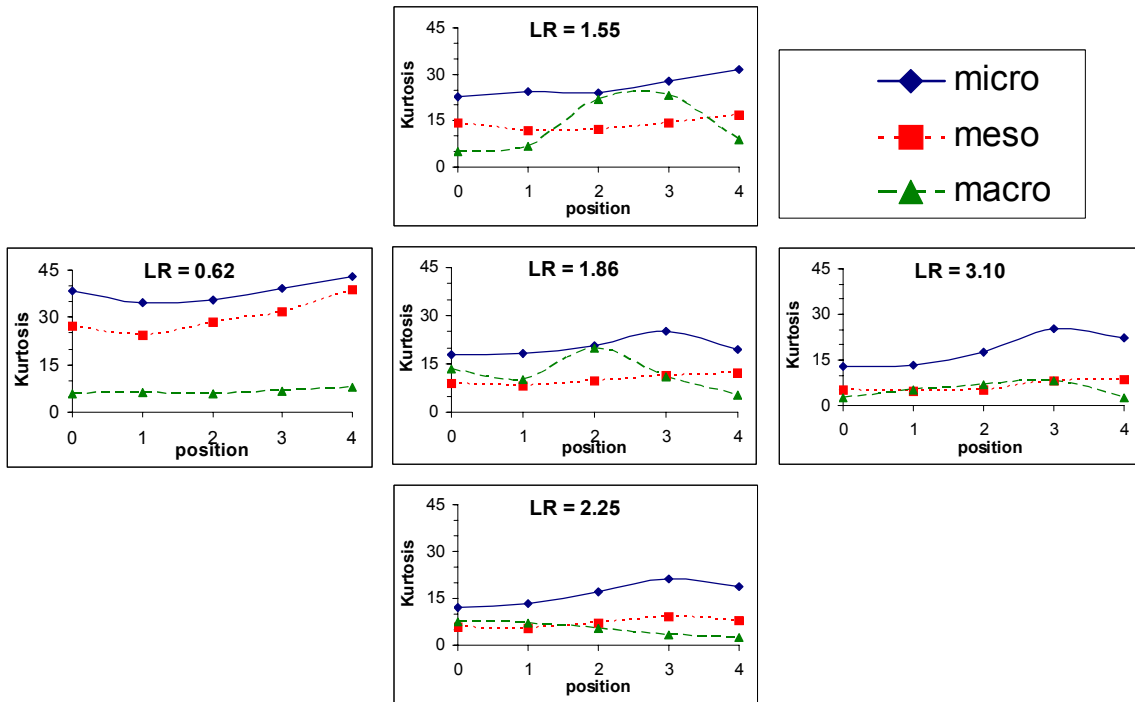 LR = 1.55
Kurtosis
45
30
15
0
0 1 2 3 4
position
micro
meso
macro
LR = 0.62
Kurtosis
45
30
15
0
0 1 2 3 4
position
LR = 1.86
Kurtosis
45
30
15
0
0 1 2 3 4
position
LR = 3.10
Kurtosis
45
30
15
0
0 1 2 3 4
position
LR = 2.25
Kurtosis
45
30
15
0
0 1 2 3 4
position